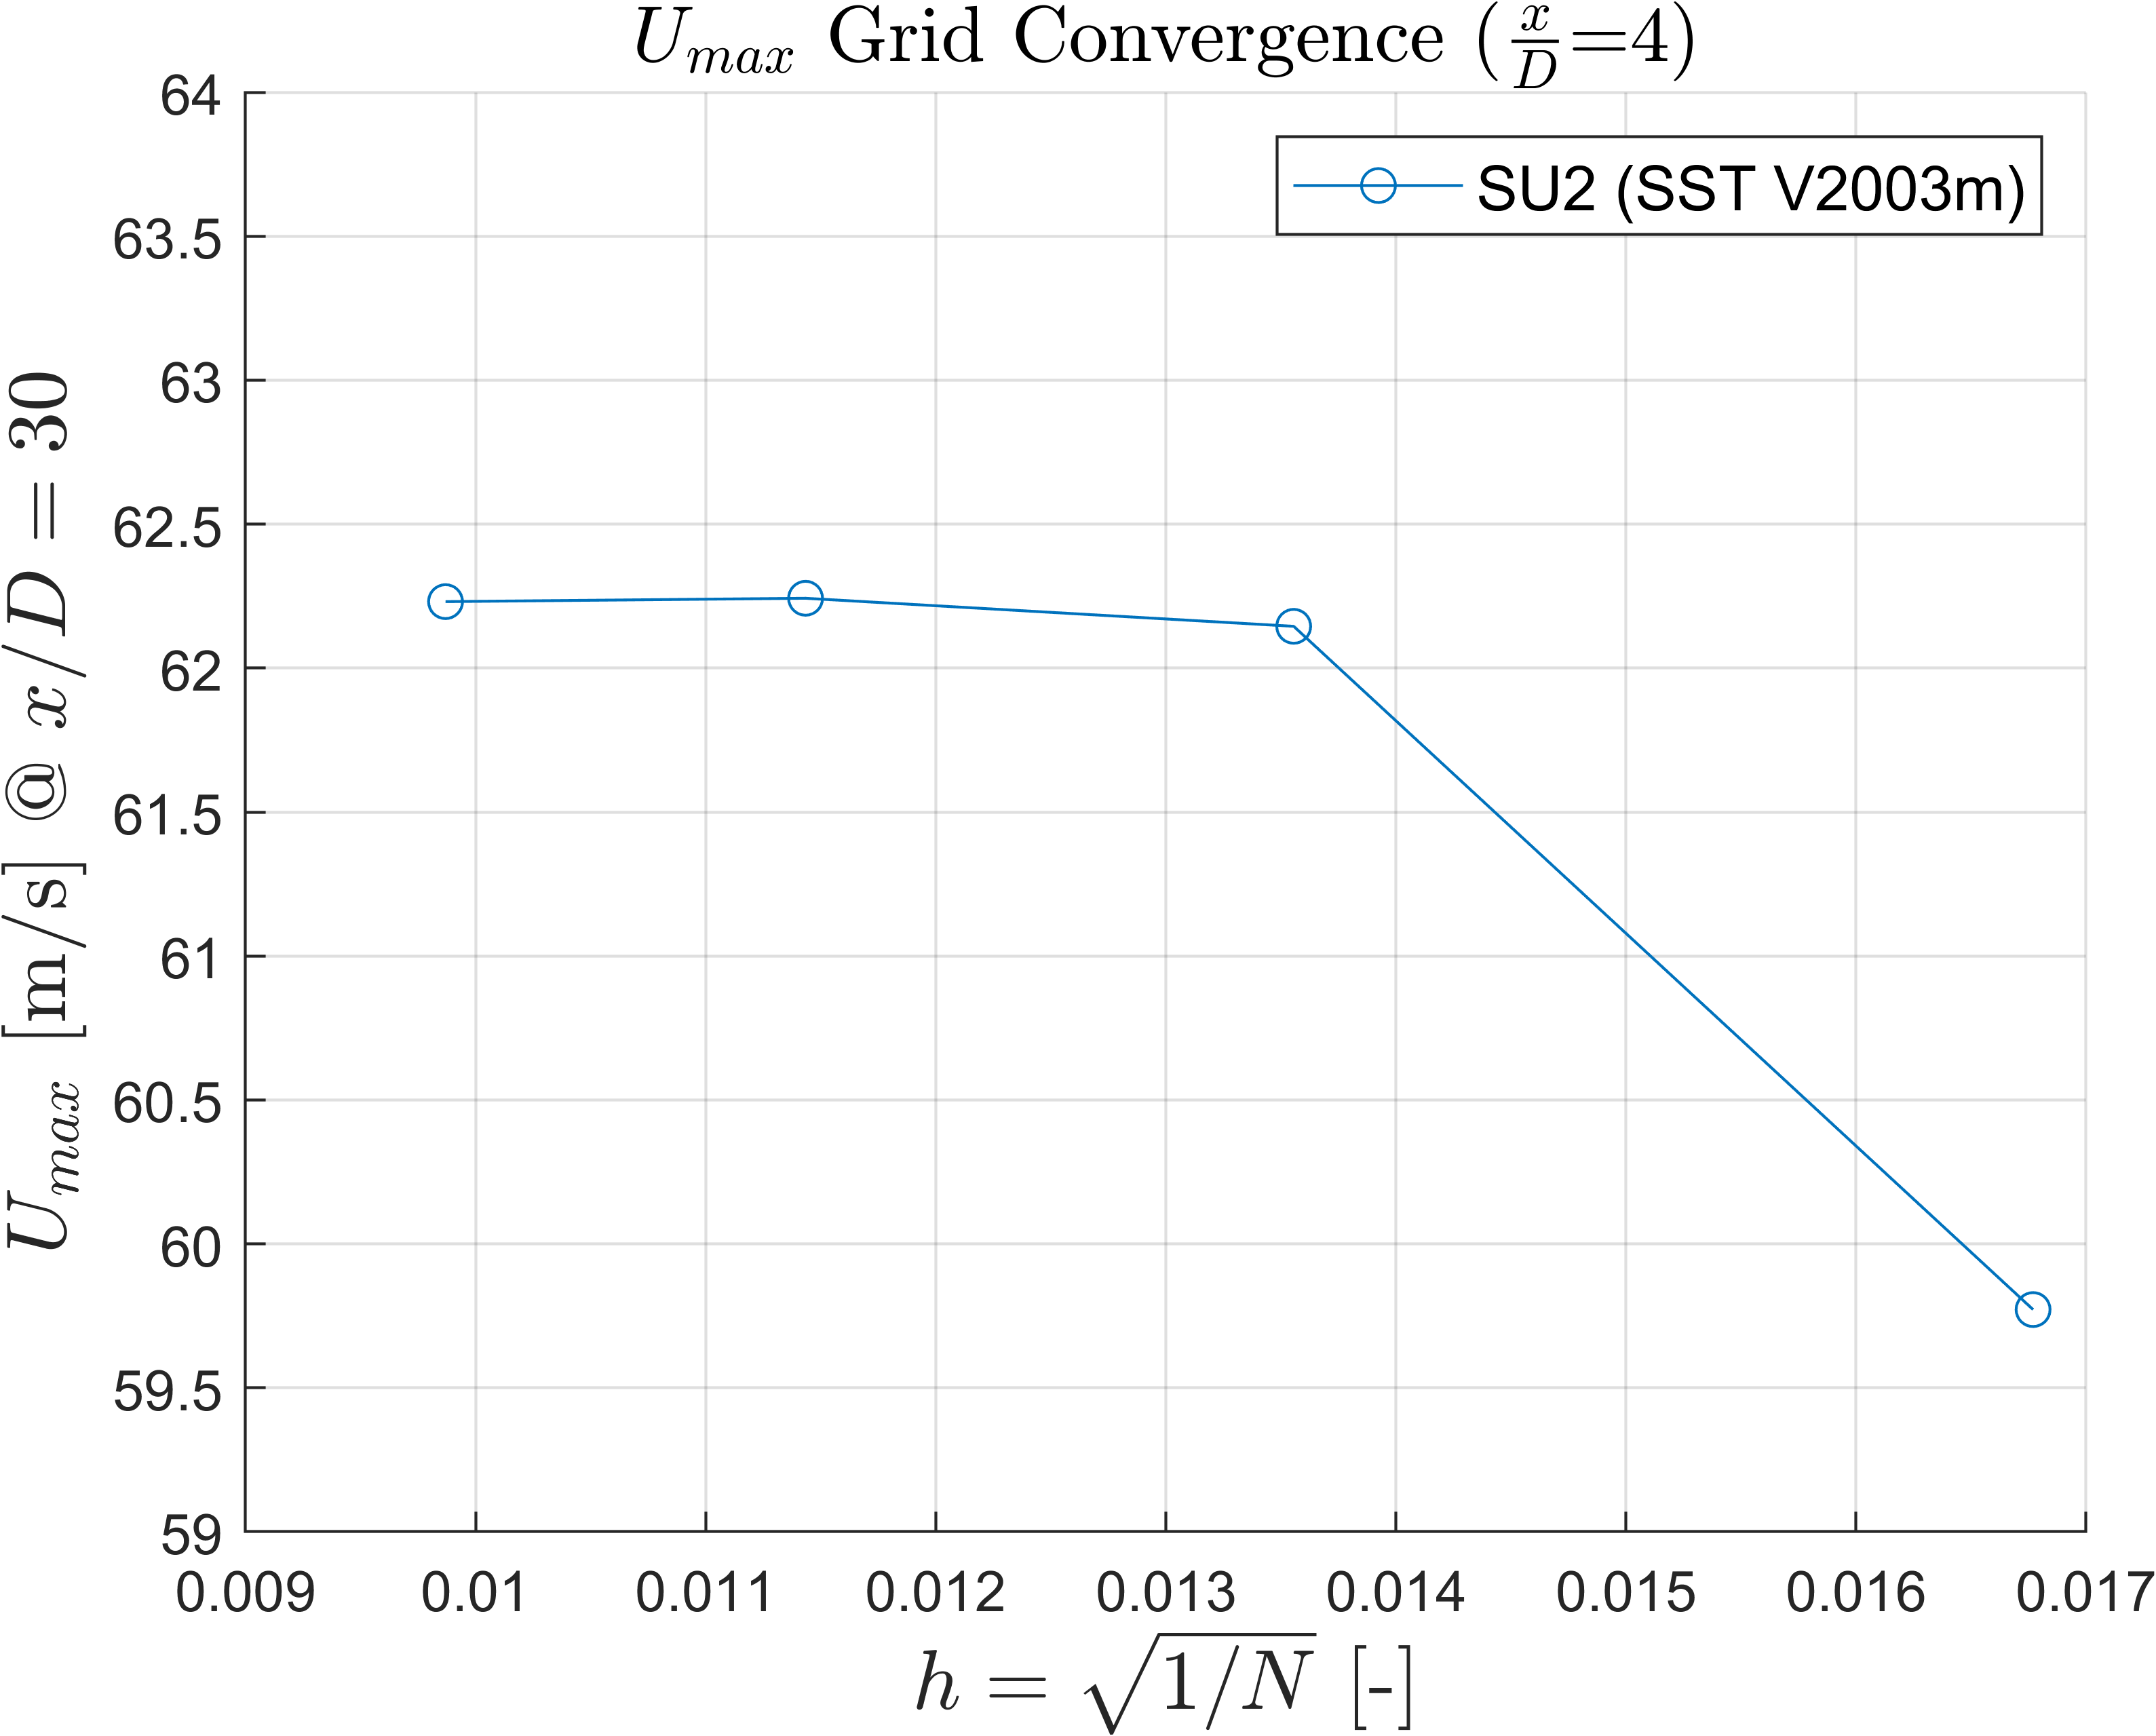 U_max Grid Convergence (x/D=4)
SU2 (SST V2003m)
U_max [m/s] @ x/D = 30
64
63.5
63
62.5
62
61.5
61
60.5
60
59.5
59
0.009 0.01 0.011 0.012 0.013 0.014 0.015 0.016 0.017
h = √1/N [-]